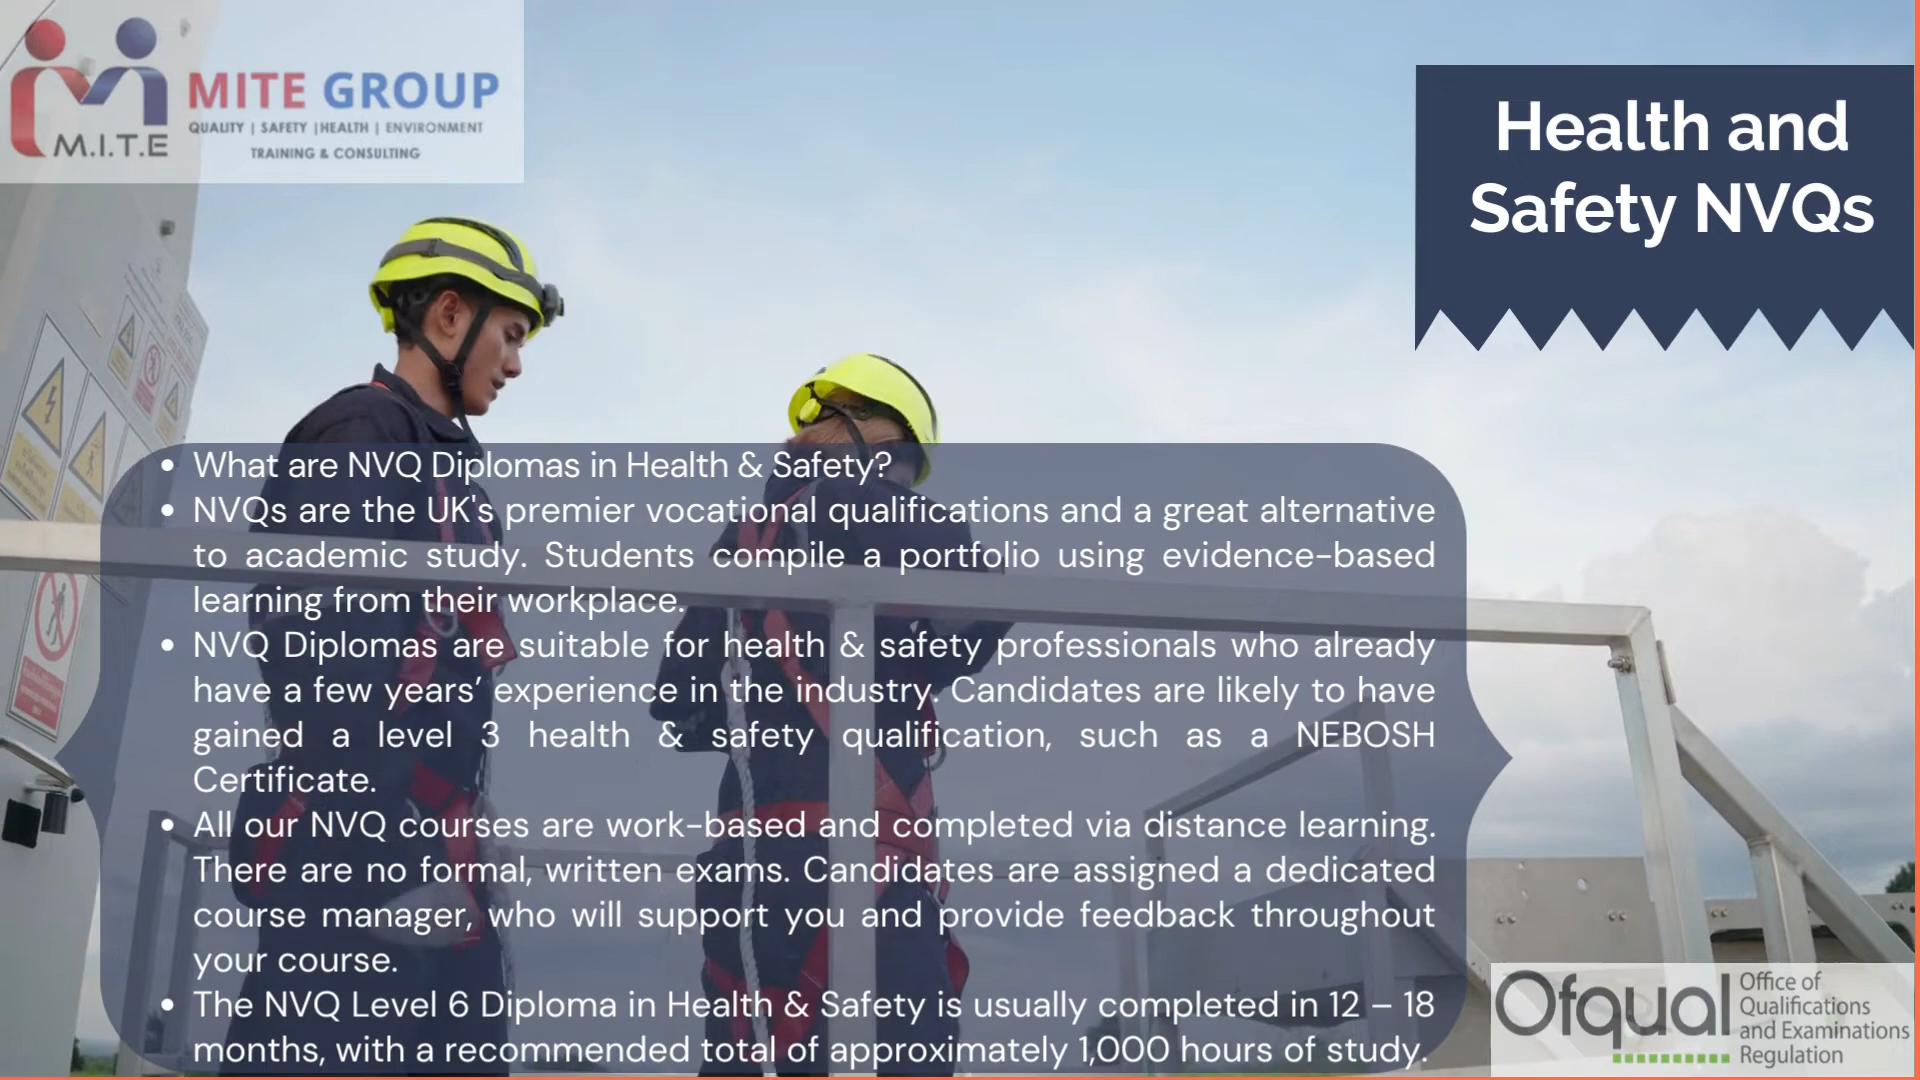 M.I.T.E
MITE GROUP
QUALITY | SAFETY |HEALTH | ENVIRONMENT
TRAINING & CONSULTING
Health and
Safety NVQs
• What are NVQ Diplomas in Health & Safety?
• NVQs are the UK's premier vocational qualifications and a great alternative
to academic study. Students compile a portfolio using evidence-based
learning from their workplace.
• NVQ Diplomas are suitable for health & safety professionals who already
have a few years’ experience in the industry. Candidates are likely to have
gained a level 3 health & safety qualification, such as a NEBOSH
Certificate.
• All our NVQ courses are work-based and completed via distance learning.
There are no formal, written exams. Candidates are assigned a dedicated
course manager, who will support you and provide feedback throughout
your course.
• The NVQ Level 6 Diploma in Health & Safety is usually completed in 12 – 18
months, with a recommended total of approximately 1,000 hours of study.
Ofqual
Office of
Qualifications
and Examinations
Regulation